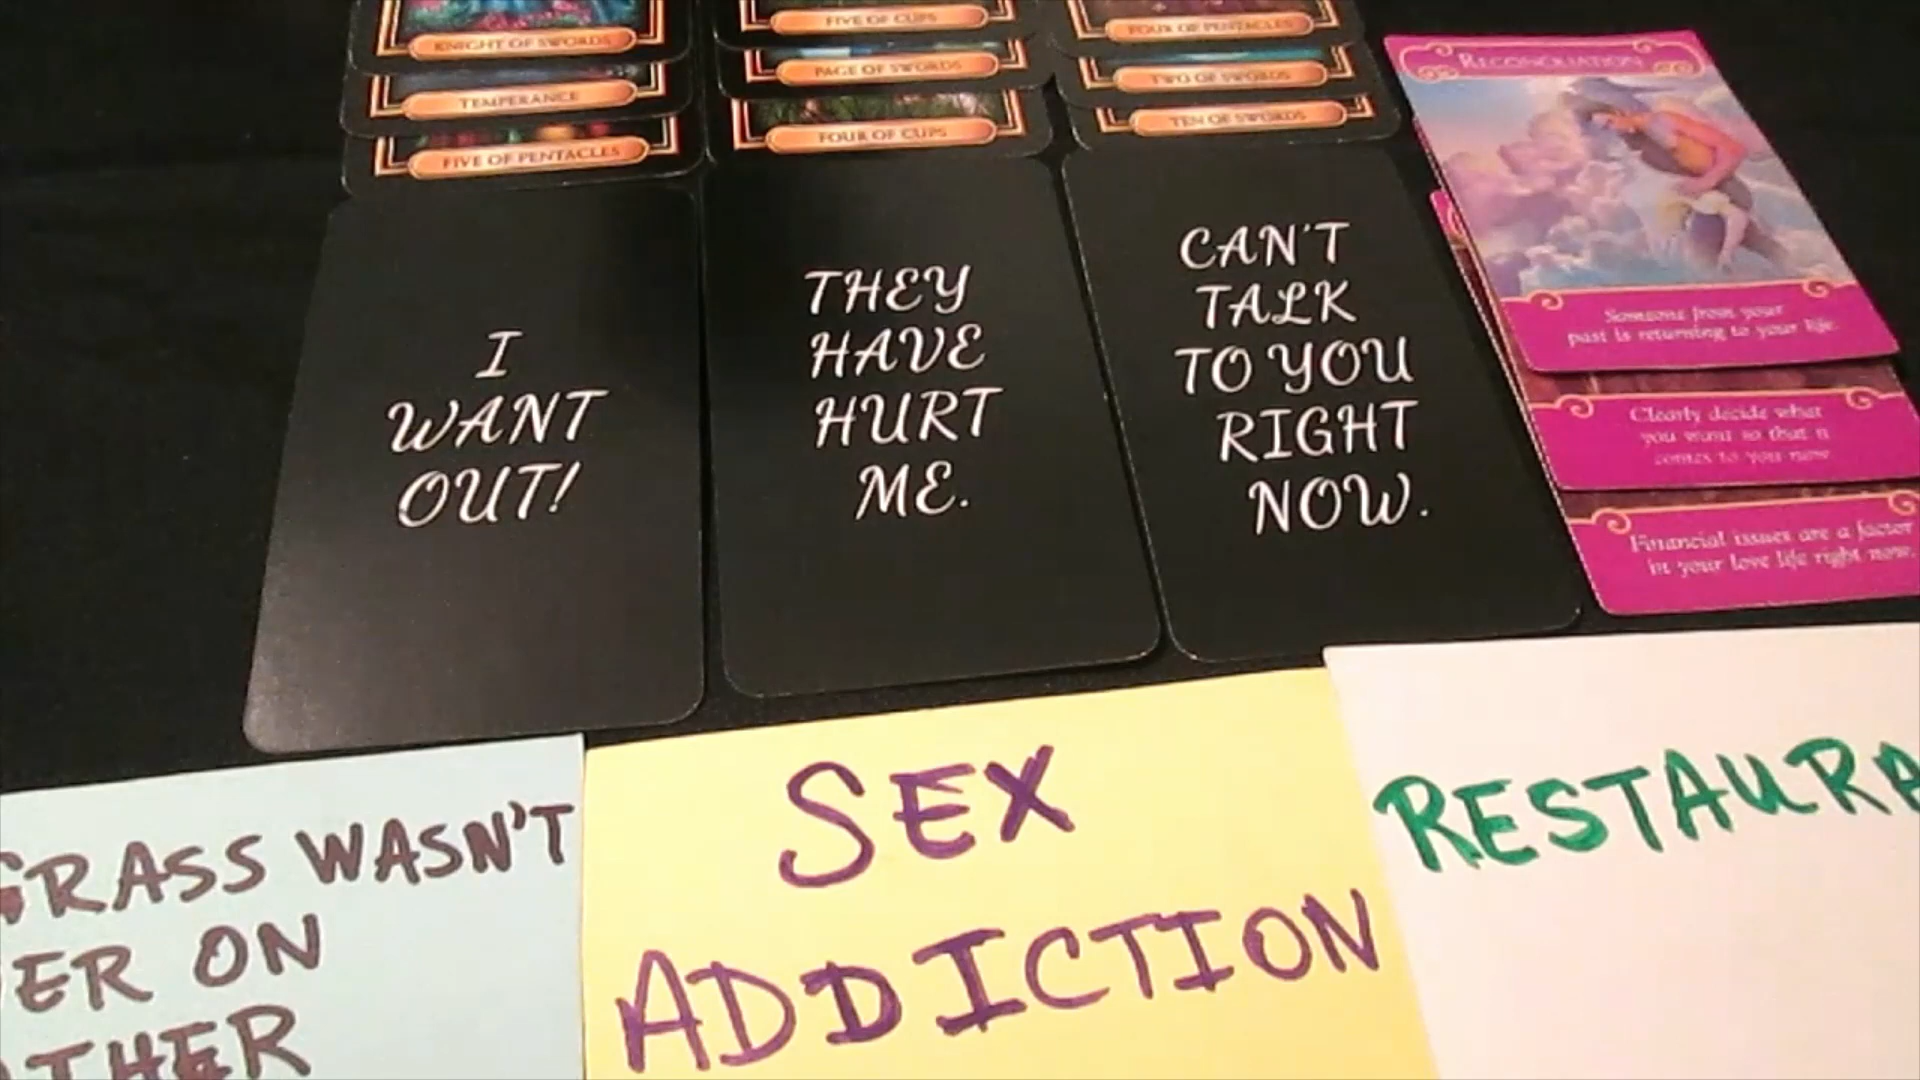 KNIGHT OF SWORDS
TEMPERANCE
FIVE OF PENTACLES
FIVE OF CUPS
PAGE OF SWORDS
FOUR OF CUPS
FOUR OF PENTACLES
TWO OF SWORDS
TEN OF SWORDS
RECONCILIATION
Someone from your
past is returning to your life.
Clearly decide what
you want so that it
comes to you now
Financial issues are a factor
in your love life right now.
I
WANT
OUT!
THEY
HAVE
HURT
ME.
CAN'T
TALK
TO YOU
RIGHT
NOW.
GRASS WASN'T
ER ON
THER
SEX
ADDICTION
RESTAURA